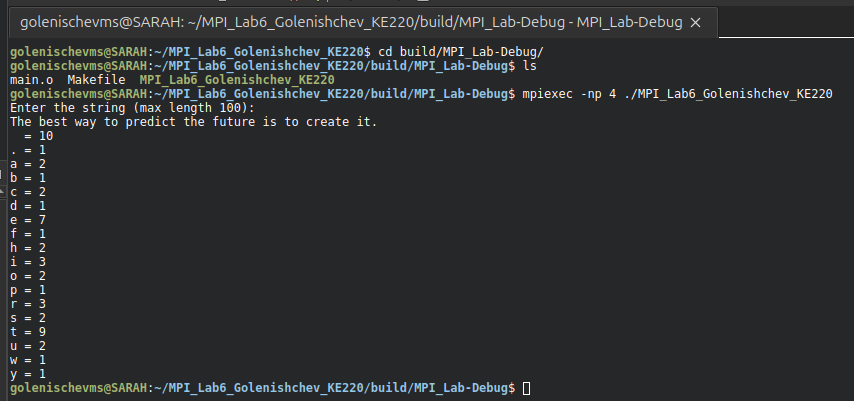 golenischevms@SARAH: ~/MPI_Lab6_Golenishchev_KE220/build/MPI_Lab-Debug - MPI_Lab-Debug
golenischevms@SARAH:~/MPI_Lab6_Golenishchev_KE220$ cd build/MPI_Lab-Debug/
golenischevms@SARAH:~/MPI_Lab6_Golenishchev_KE220/build/MPI_Lab-Debug$ ls
main.o  Makefile  MPI_Lab6_Golenishchev_KE220
golenischevms@SARAH:~/MPI_Lab6_Golenishchev_KE220/build/MPI_Lab-Debug$ mpiexec -np 4 ./MPI_Lab6_Golenishchev_KE220
Enter the string (max length 100):
The best way to predict the future is to create it.
  = 10
. = 1
a = 2
b = 1
c = 2
d = 1
e = 7
f = 1
h = 2
i = 3
o = 2
p = 1
r = 3
s = 2
t = 9
u = 2
w = 1
y = 1
golenischevms@SARAH:~/MPI_Lab6_Golenishchev_KE220/build/MPI_Lab-Debug$